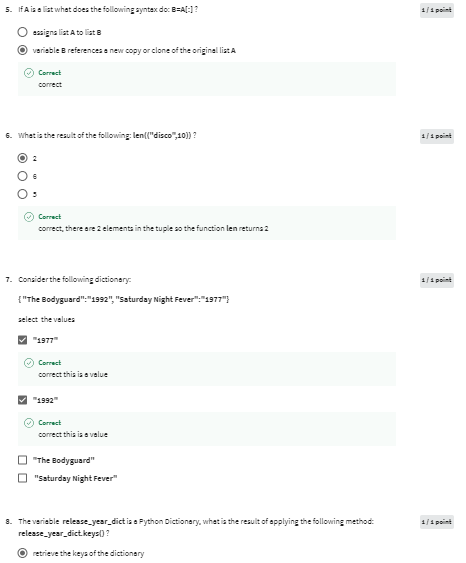 5. If A is a list what does the following syntax do: B=A[:] ?
1 / 1 point
assigns list A to list B
variable B references a new copy or clone of the original list A
Correct
correct
6. What is the result of the following: len(("disco",10)) ?
1 / 1 point
2
6
5
Correct
correct, there are 2 elements in the tuple so the function len returns 2
7. Consider the following dictionary:
1 / 1 point
{ "The Bodyguard":"1992", "Saturday Night Fever":"1977"}
select the values
"1977"
Correct
correct this is a value
"1992"
Correct
correct this is a value
"The Bodyguard"
"Saturday Night Fever"
8. The variable release_year_dict is a Python Dictionary, what is the result of applying the following method:
1 / 1 point
release_year_dict.keys() ?
retrieve the keys of the dictionary